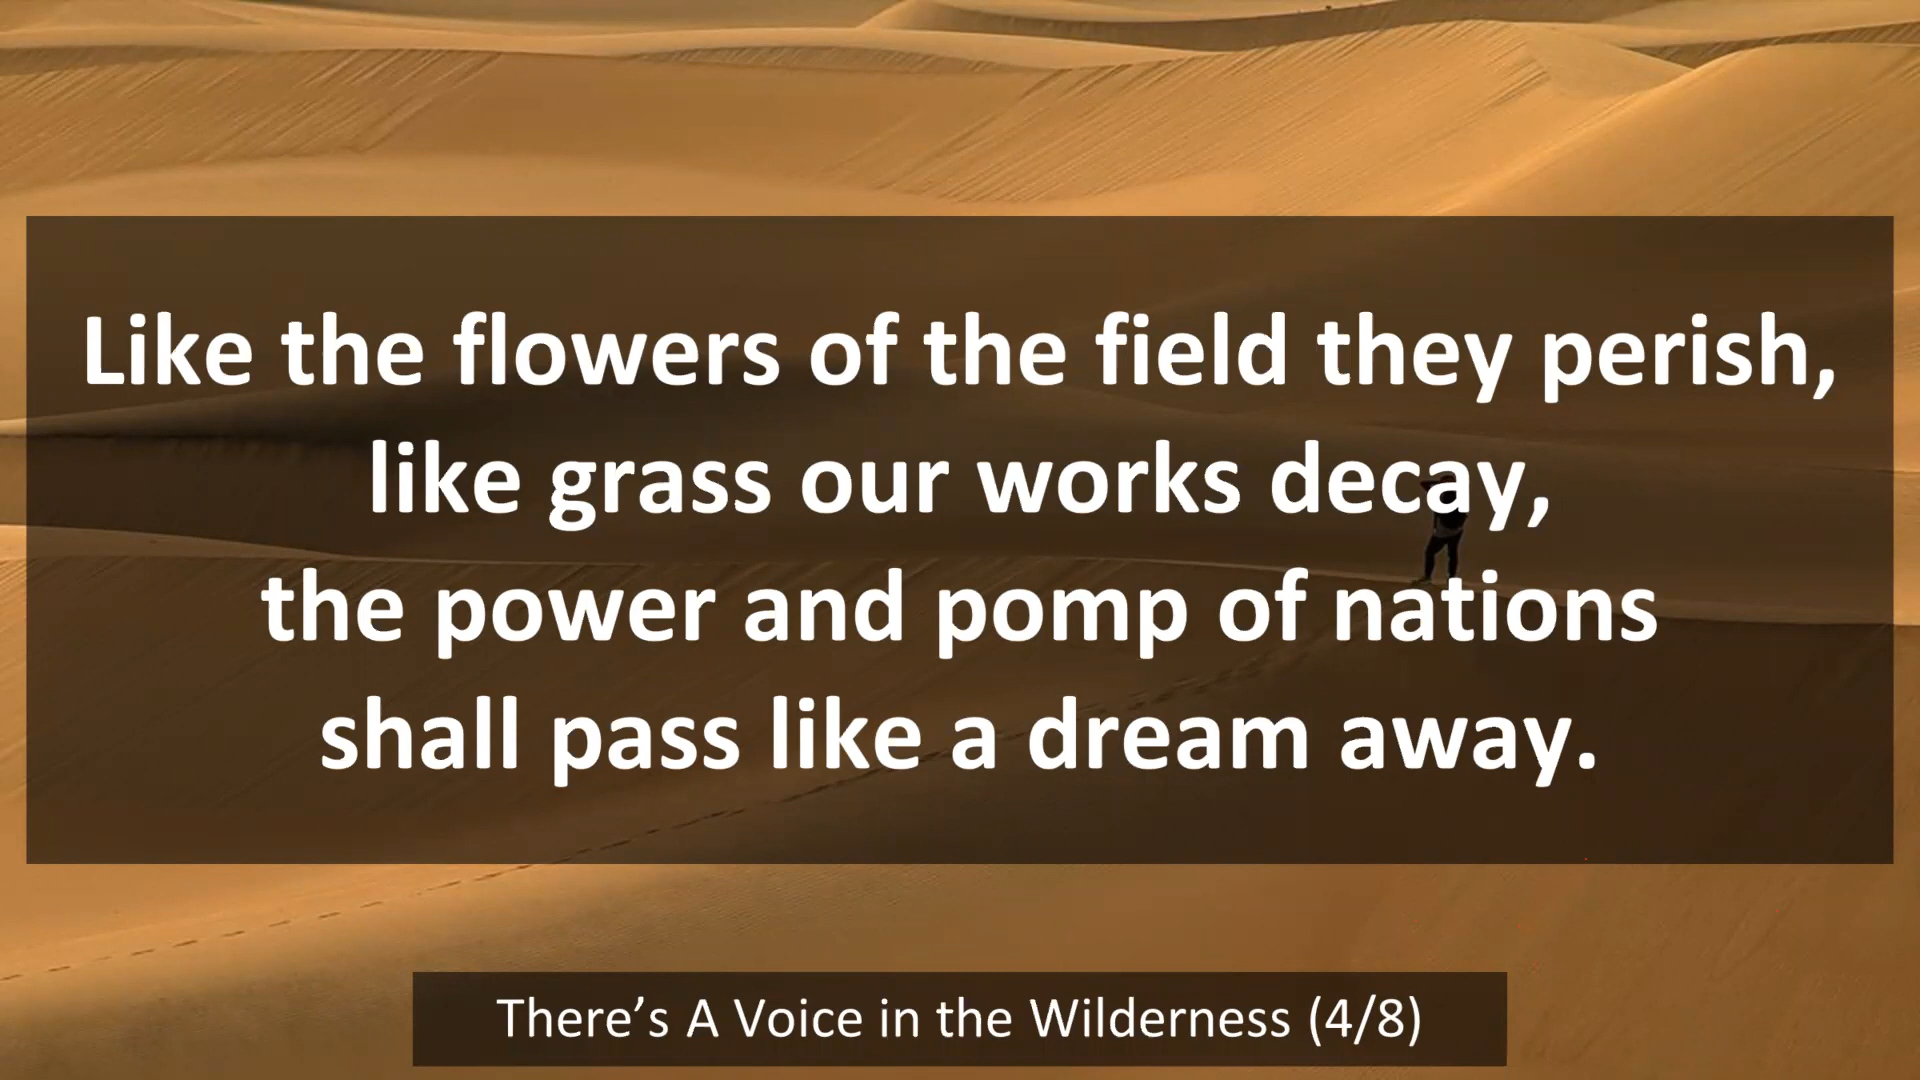 Like the flowers of the field they perish,
like grass our works decay,
the power and pomp of nations
shall pass like a dream away.
There’s A Voice in the Wilderness (4/8)